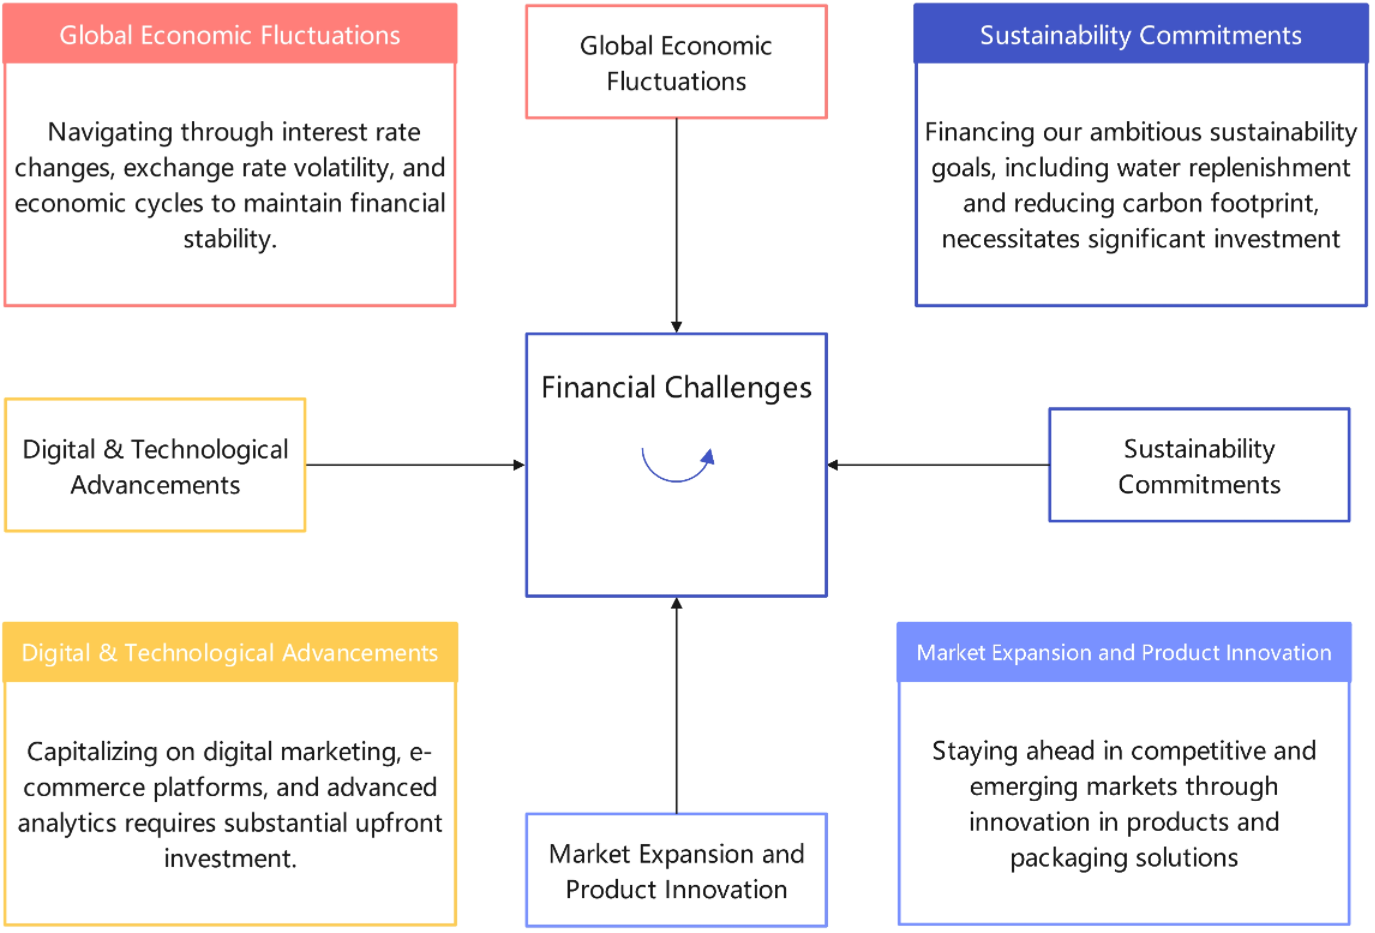 Global Economic Fluctuations
Navigating through interest rate
changes, exchange rate volatility, and
economic cycles to maintain financial
stability.
Global Economic
Fluctuations
Sustainability Commitments
Financing our ambitious sustainability
goals, including water replenishment
and reducing carbon footprint,
necessitates significant investment
Digital & Technological
Advancements
Financial Challenges
Sustainability
Commitments
Digital & Technological Advancements
Capitalizing on digital marketing, e-
commerce platforms, and advanced
analytics requires substantial upfront
investment.
Market Expansion and
Product Innovation
Market Expansion and Product Innovation
Staying ahead in competitive and
emerging markets through
innovation in products and
packaging solutions